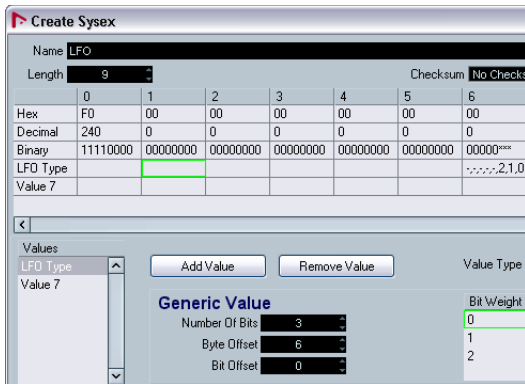 Create Sysex
Name LFO
Length 9 Checksum No Checks
0 1 2 3 4 5 6
Hex F0 00 00 00 00 00 00
Decimal 240 0 0 0 0 0 0
Binary 11110000 00000000 00000000 00000000 00000000 00000000 00000***
LFO Type -,-,-,-,-,2,1,0
Value 7
Values
LFO Type Add Value Remove Value Value Type
Value 7
Generic Value Bit Weight
Number Of Bits 3 0
Byte Offset 6 1
Bit Offset 0 2